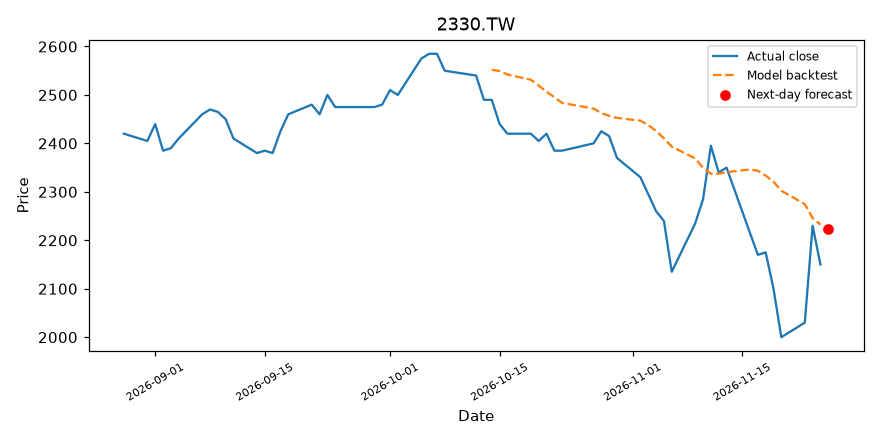 2330.TW
Actual close
Model backtest
Next-day forecast
Price
2600
2500
2400
2300
2200
2100
2000
2026-09-01
2026-09-15
2026-10-01
2026-10-15
2026-11-01
2026-11-15
Date